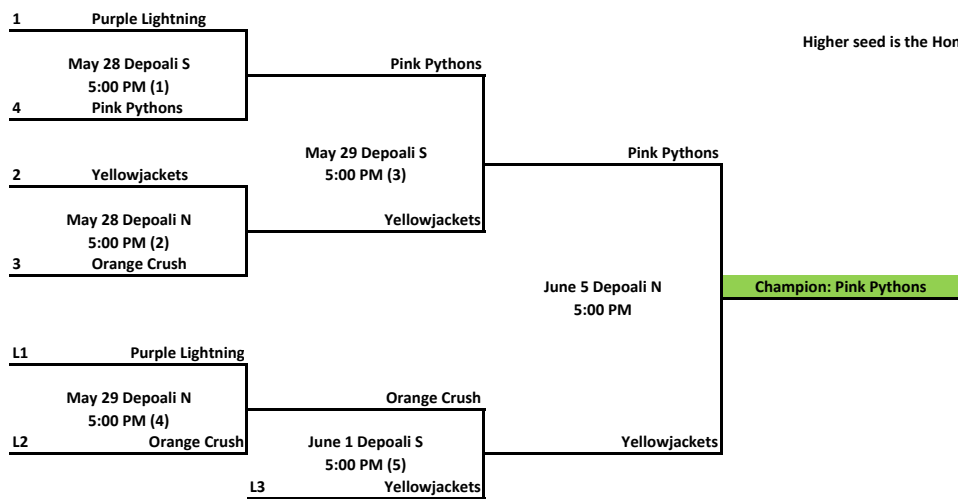 1 Purple Lightning
Higher seed is the
May 28 Depoali S
5:00 PM (1)
Pink Pythons
4 Pink Pythons
May 29 Depoali S
5:00 PM (3)
Pink Pythons
2 Yellowjackets
May 28 Depoali N
5:00 PM (2)
Yellowjackets
3 Orange Crush
June 5 Depoali N
5:00 PM
Champion: Pink Pythons
L1 Purple Lightning
May 29 Depoali N
5:00 PM (4)
Orange Crush
L2 Orange Crush
June 1 Depoali S
5:00 PM (5)
Yellowjackets
L3 Yellowjackets